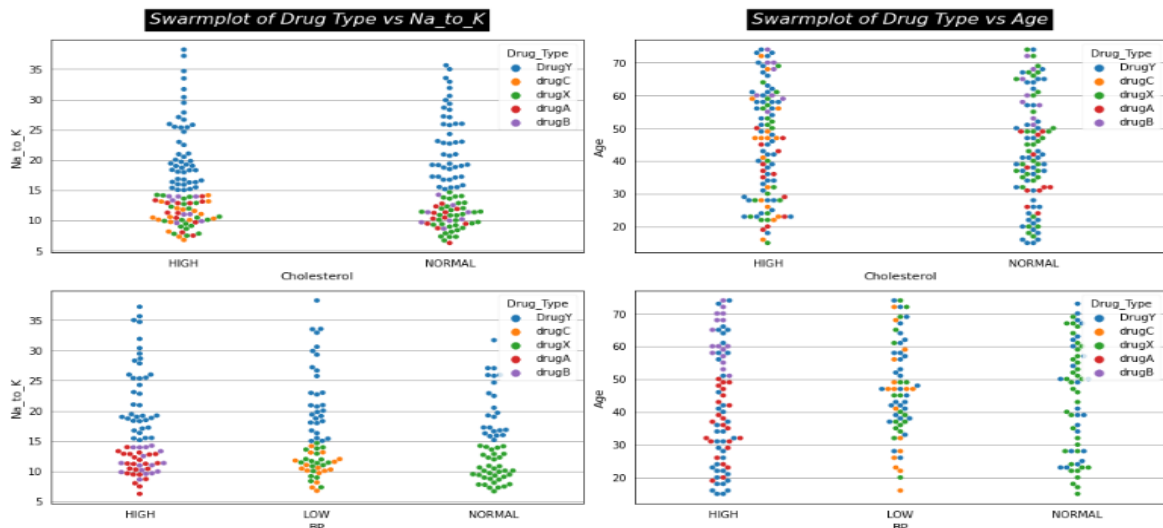 Swarmplot of Drug Type vs Na_to_K
Na_to_K
35
30
25
20
15
10
5
Drug_Type
DrugY
drugC
drugX
drugA
drugB
HIGH
NORMAL
Cholesterol
Swarmplot of Drug Type vs Age
Age
70
60
50
40
30
20
Drug_Type
DrugY
drugC
drugX
drugA
drugB
HIGH
NORMAL
Cholesterol
Na_to_K
35
30
25
20
15
10
5
Drug_Type
DrugY
drugC
drugX
drugA
drugB
HIGH
LOW
NORMAL
BP
Age
70
60
50
40
30
20
Drug_Type
DrugY
drugC
drugX
drugA
drugB
HIGH
LOW
NORMAL
BP